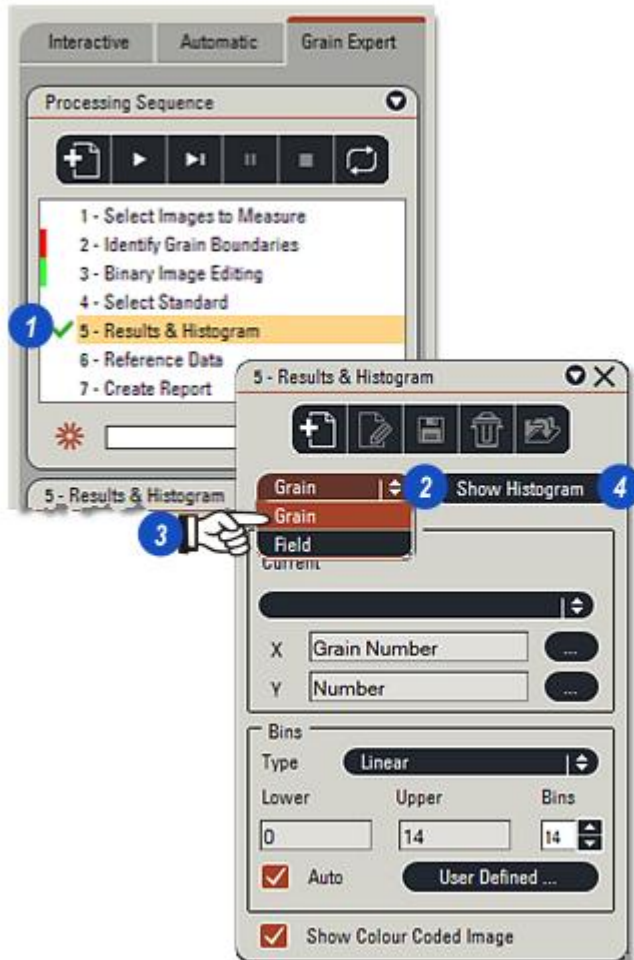 Interactive Automatic Grain Expert
Processing Sequence
1 - Select Images to Measure
2 - Identify Grain Boundaries
3 - Binary Image Editing
4 - Select Standard
1
5 - Results & Histogram
6 - Reference Data
7 - Create Report
5 - Results & Histogram
5 - Results & Histogram
Grain 2 Show Histogram 4
3
Grain
Field
Current
X Grain Number ...
Y Number ...
Bins
Type Linear
Lower Upper Bins
0 14 14
Auto User Defined ...
Show Colour Coded Image